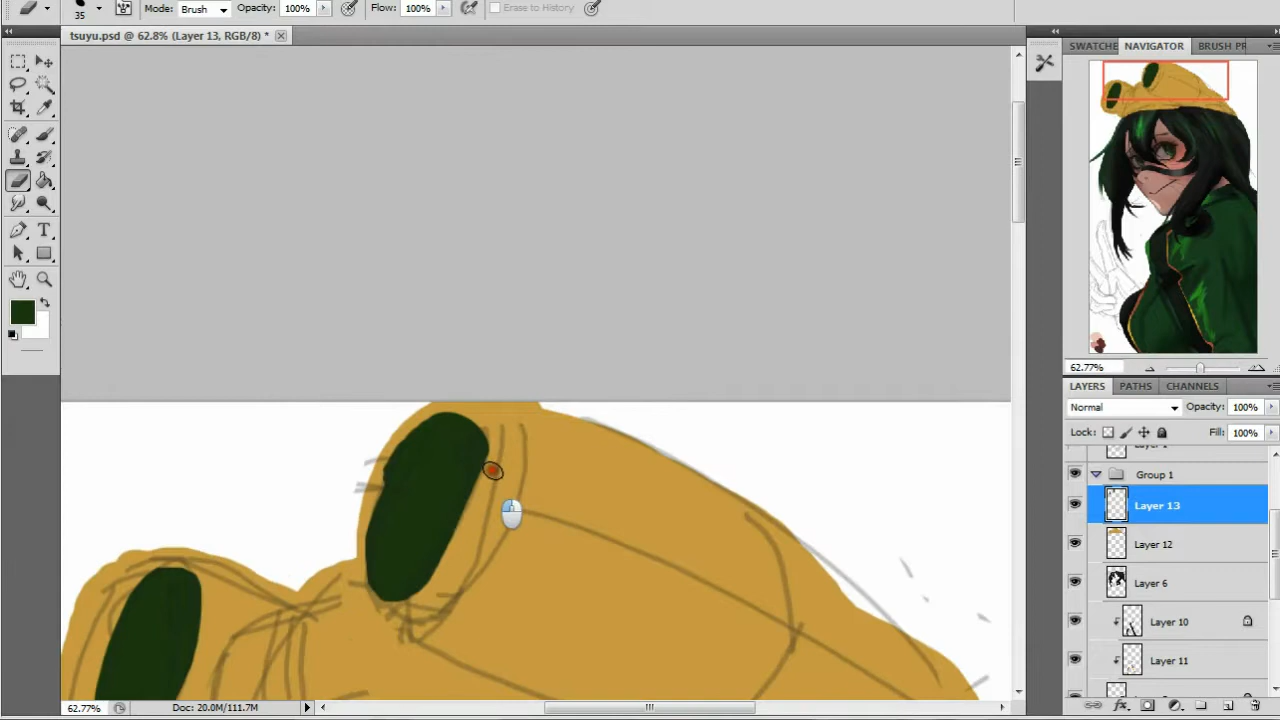 35 Mode: Brush Opacity: 100% Flow: 100% Erase to History
tsuyu.psd @ 62.8% (Layer 13, RGB/8) *
SWATCHE NAVIGATOR BRUSH PR
62.77%
LAYERS PATHS CHANNELS
Normal Opacity: 100%
Lock: Fill: 100%
Layer 1
Group 1
Layer 13
Layer 12
Layer 6
Layer 10
Layer 11
62.77% Doc: 20.0M/111.7M